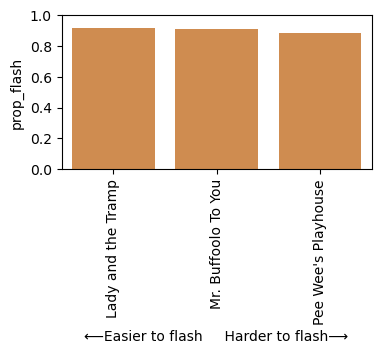 1.0
0.8
0.6
0.4
0.2
0.0
prop_flash
Lady and the Tramp
Mr. Buffoolo To You
Pee Wee's Playhouse
⟵Easier to flash     Harder to flash⟶